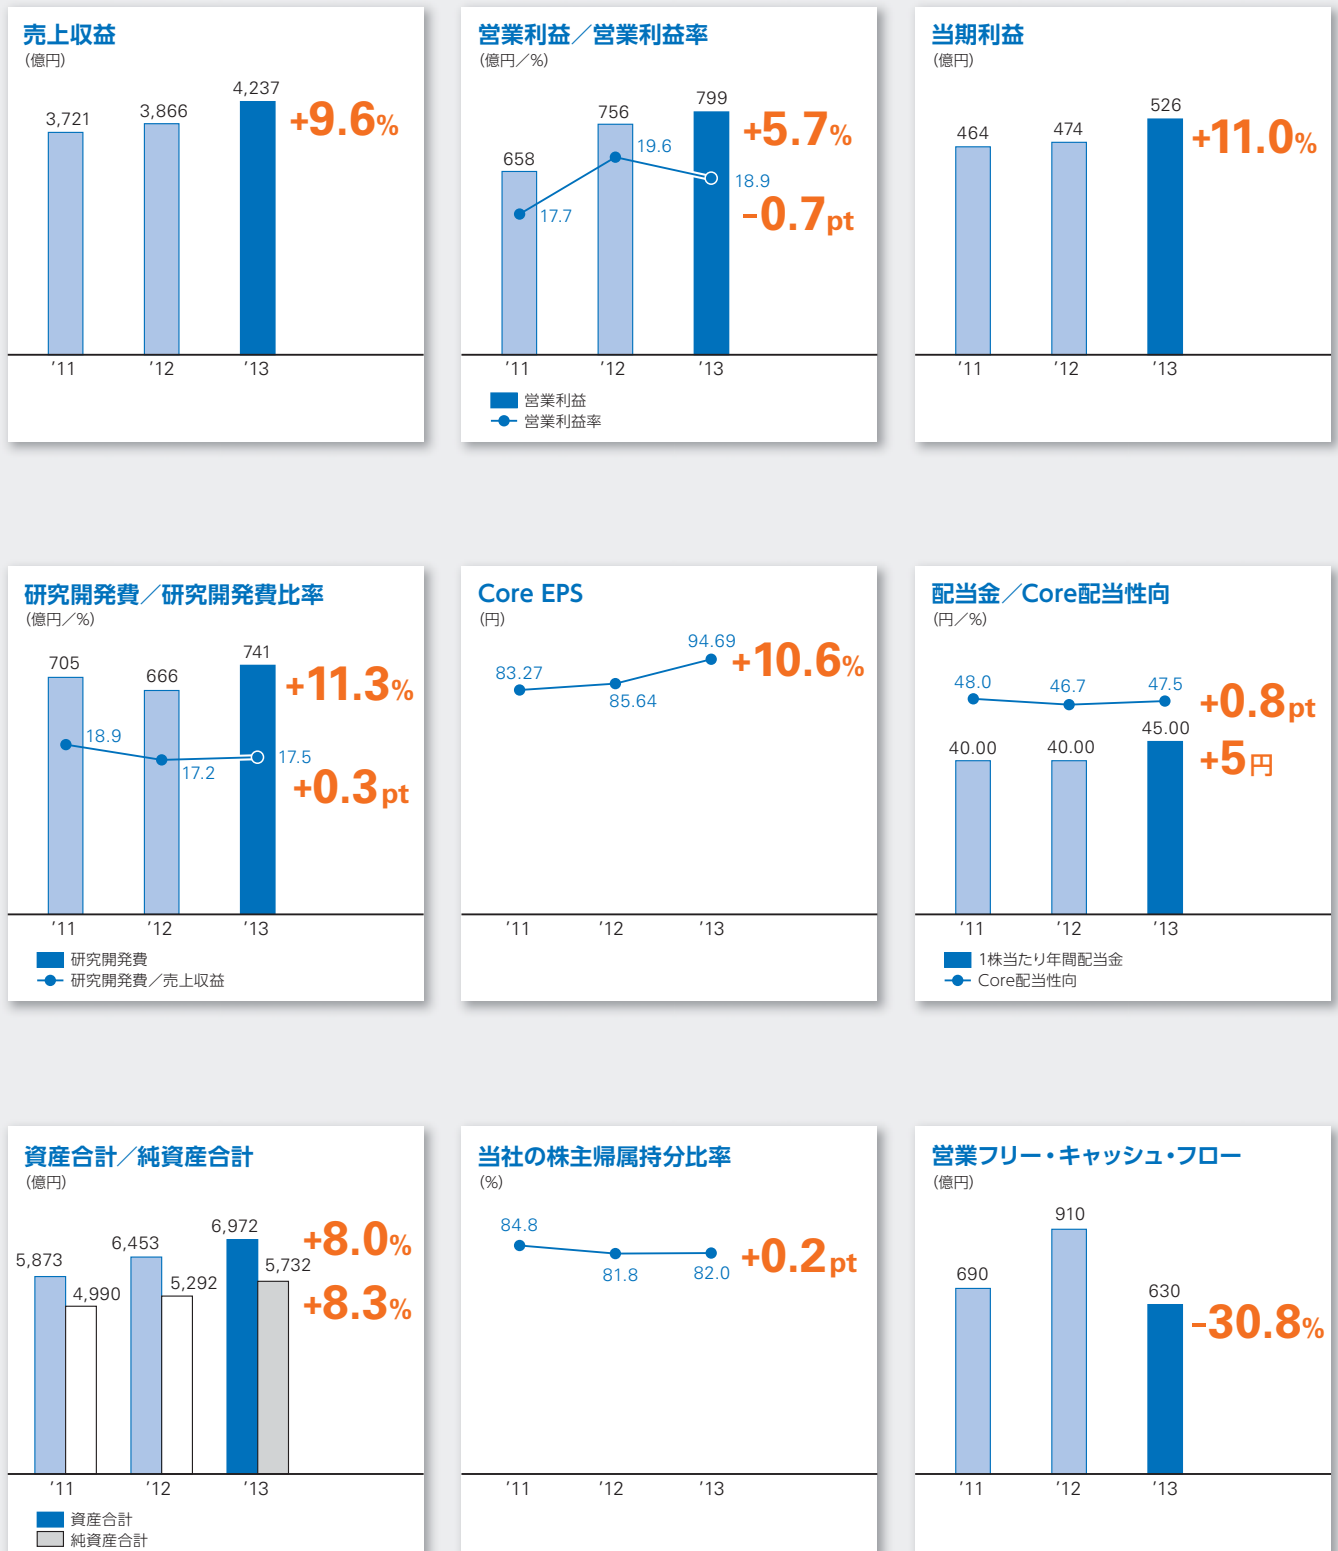 売上収益
（億円）
3,721
3,866
4,237
+9.6%
’11
’12
’13
営業利益／営業利益率
（億円／%）
658
756
799
17.7
19.6
18.9
+5.7%
-0.7pt
’11
’12
’13
営業利益
営業利益率
当期利益
（億円）
464
474
526
+11.0%
’11
’12
’13
研究開発費／研究開発費比率
（億円／%）
705
666
741
18.9
17.2
17.5
+11.3%
+0.3pt
’11
’12
’13
研究開発費
研究開発費／売上収益
Core EPS
（円）
83.27
85.64
94.69
+10.6%
’11
’12
’13
配当金／Core配当性向
（円／%）
48.0
46.7
47.5
40.00
40.00
45.00
+0.8pt
+5円
’11
’12
’13
1株当たり年間配当金
Core配当性向
資産合計／純資産合計
（億円）
5,873
4,990
6,453
5,292
6,972
5,732
+8.0%
+8.3%
’11
’12
’13
資産合計
純資産合計
当社の株主帰属持分比率
（%）
84.8
81.8
82.0
+0.2pt
’11
’12
’13
営業フリー・キャッシュ・フロー
（億円）
690
910
630
-30.8%
’11
’12
’13